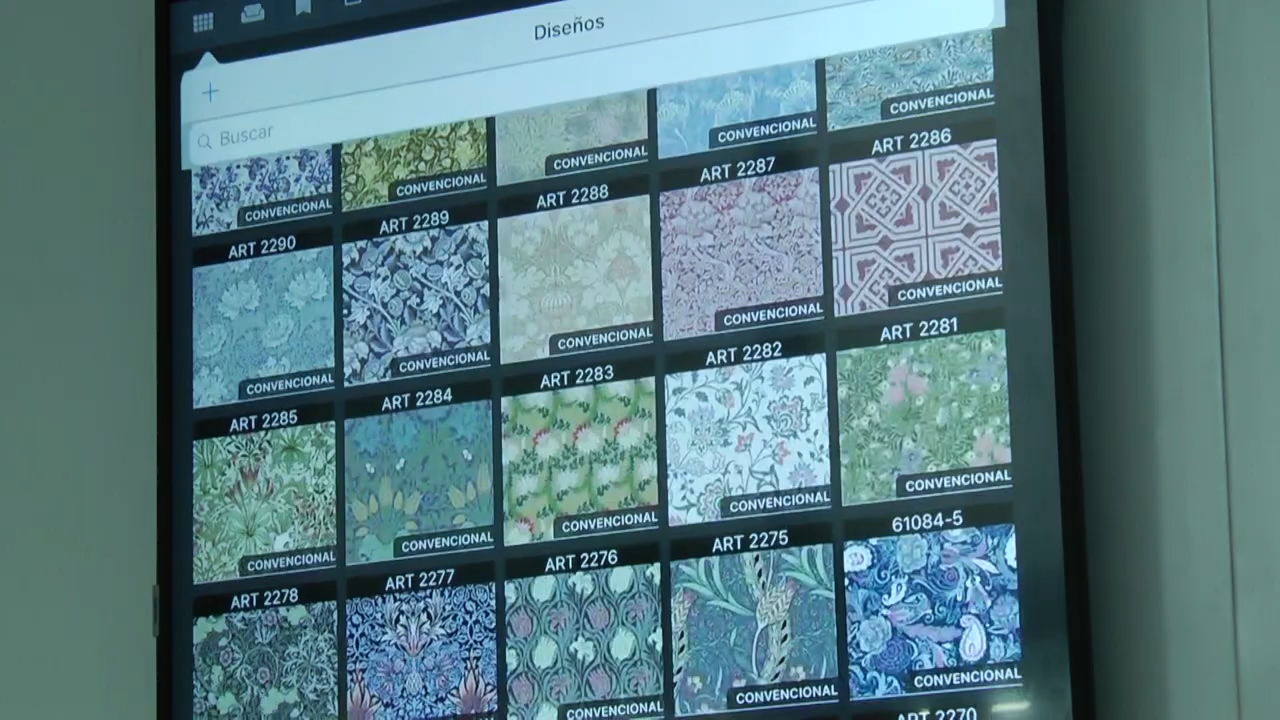 Diseños
+
Buscar
CONVENCIONAL CONVENCIONAL CONVENCIONAL CONVENCIONAL CONVENCIONAL
ART 2290 ART 2289 ART 2288 ART 2287 ART 2286
CONVENCIONAL CONVENCIONAL CONVENCIONAL CONVENCIONAL CONVENCIONAL
ART 2285 ART 2284 ART 2283 ART 2282 ART 2281
CONVENCIONAL CONVENCIONAL CONVENCIONAL CONVENCIONAL CONVENCIONAL
ART 2278 ART 2277 ART 2276 ART 2275 61084-5
CONVENCIONAL CONVENCIONAL CONVENCIONAL
ART 2270